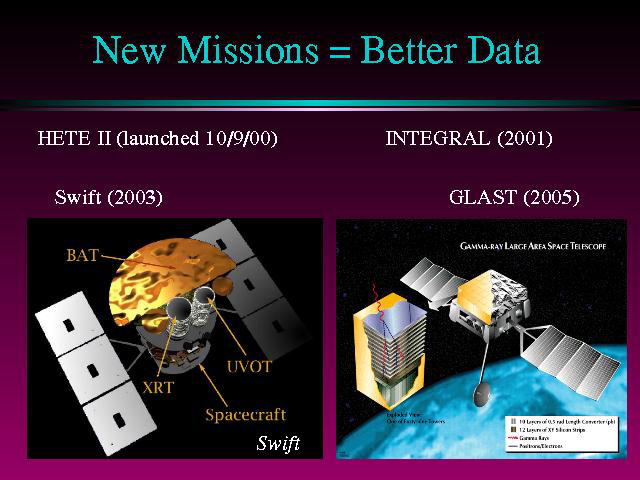 New Missions = Better Data
HETE II (launched 10/9/00)
INTEGRAL (2001)
Swift (2003)
GLAST (2005)
BAT
UVOT
XRT
Spacecraft
Swift
GAMMA-RAY LARGE AREA SPACE TELESCOPE
Exploded View:
One of Forty-nine Towers
10 Layers of 0.5 rad Length Converter (pb)
12 Layers of XY Silicon Strips
Gamma Rays
Positrons/Electrons